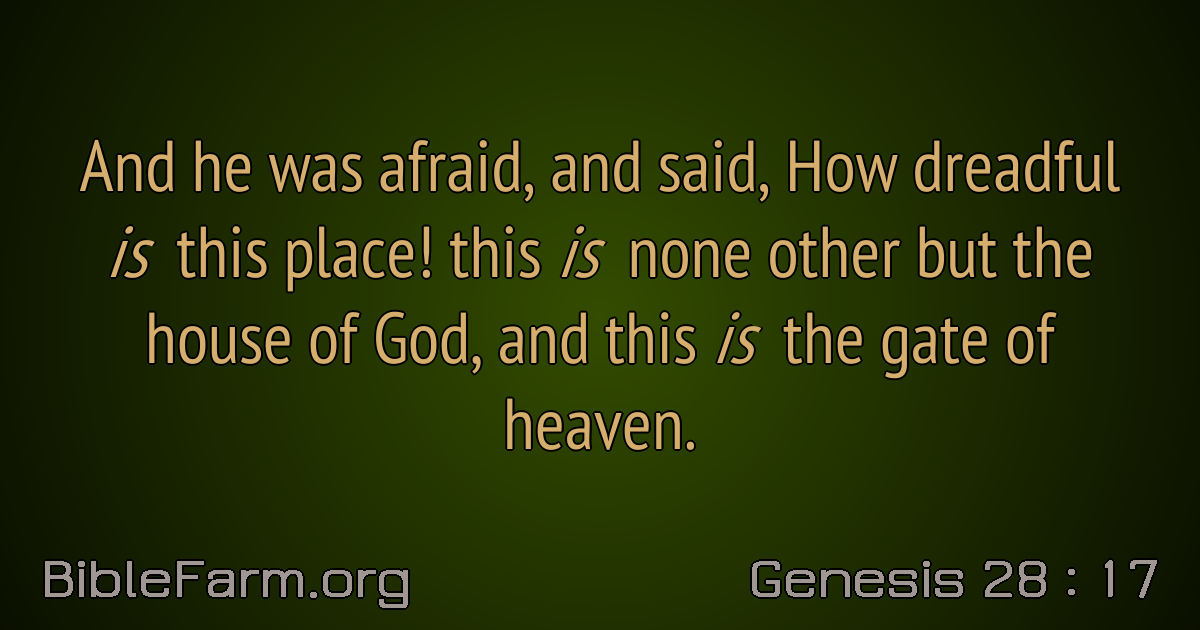 And he was afraid, and said, How dreadful
is this place! this is none other but the
house of God, and this is the gate of
heaven.
BibleFarm.org
Genesis 28 : 17